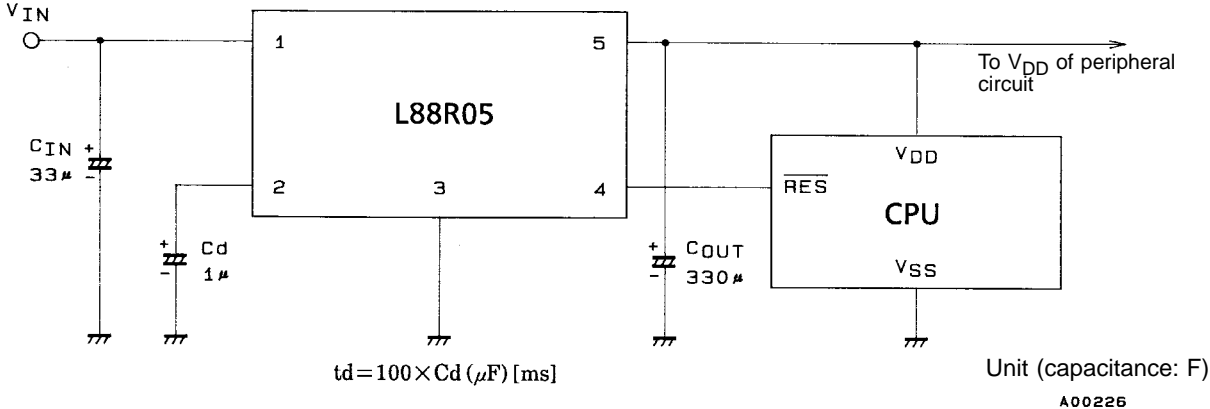 VIN
1
5
To VDD of peripheral
circuit
L88R05
CIN
33μ
+
-
2
3
4
VDD
RES
CPU
VSS
+
-
Cd
1μ
+
-
COUT
330μ
td=100×Cd (μF) [ms]
Unit (capacitance: F)
A00226